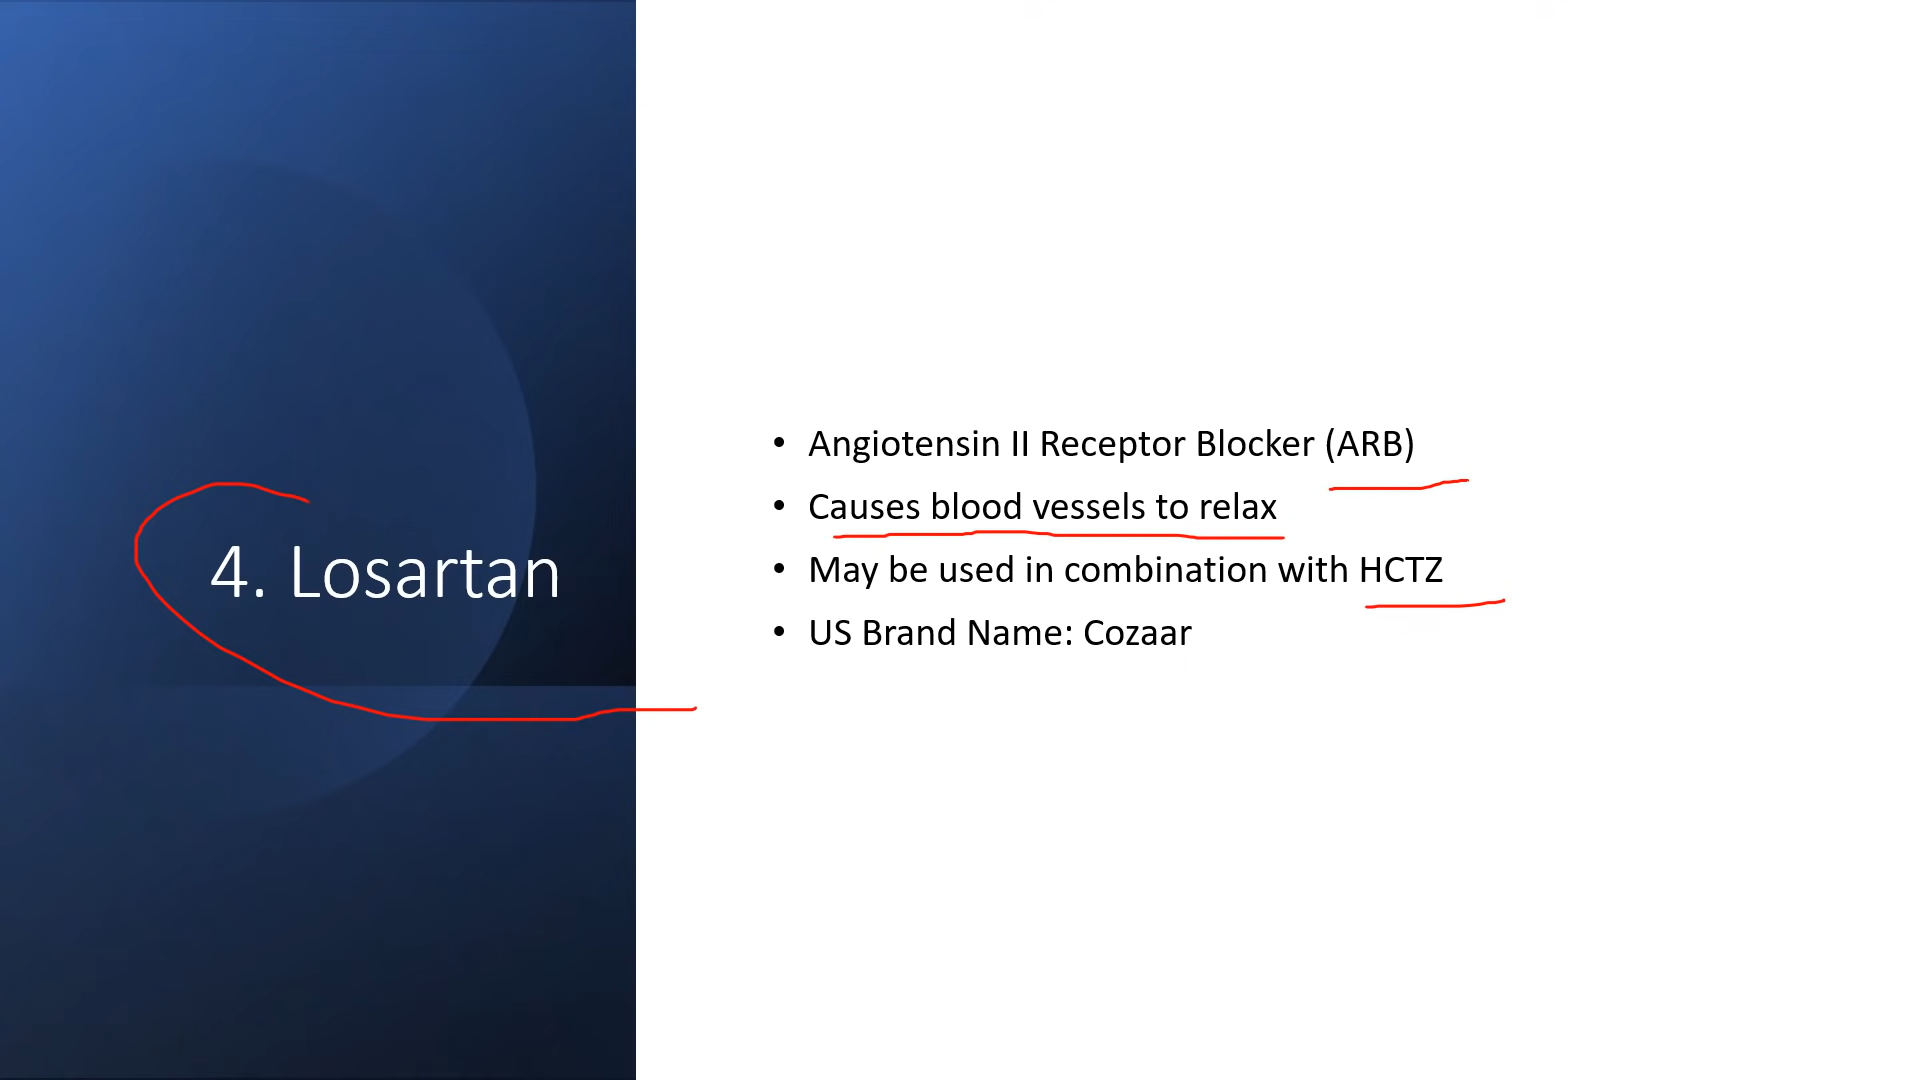 4. Losartan
• Angiotensin II Receptor Blocker (ARB)
• Causes blood vessels to relax
• May be used in combination with HCTZ
• US Brand Name: Cozaar